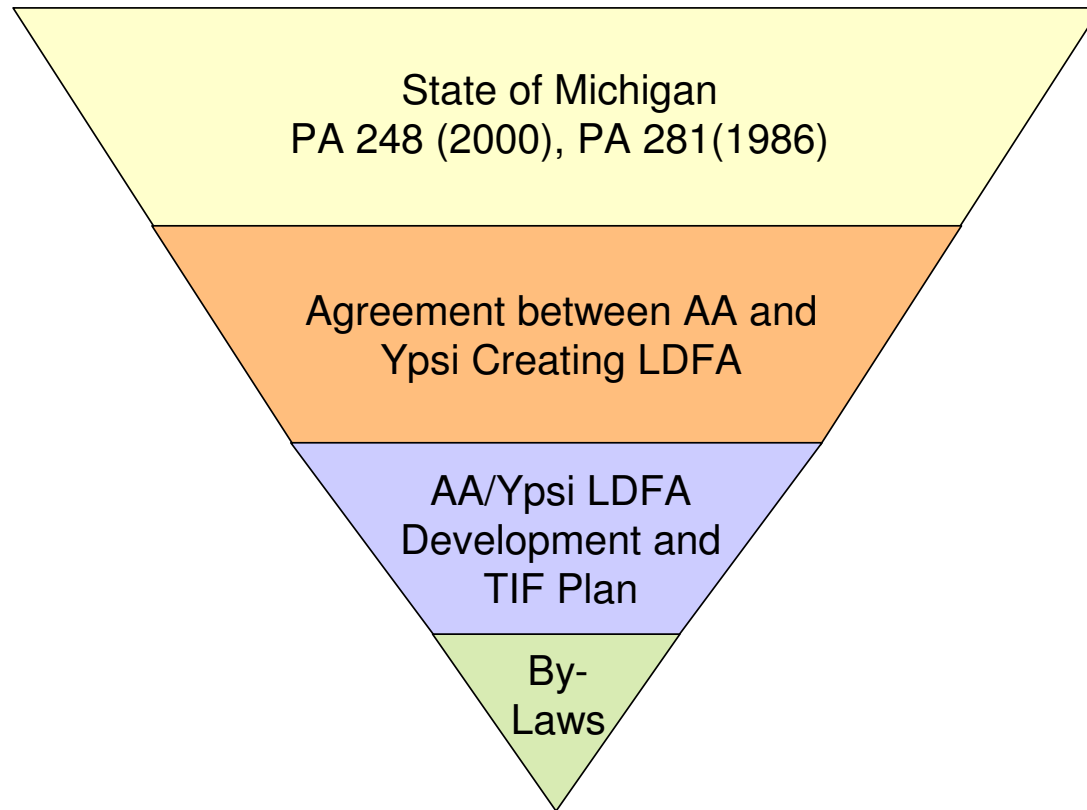 State of Michigan
PA 248 (2000), PA 281(1986)
Agreement between AA and
Ypsi Creating LDFA
AA/Ypsi LDFA
Development and
TIF Plan
By-
Laws